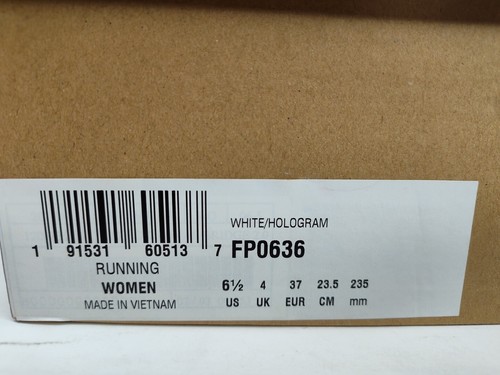 WHITE/HOLOGRAM
1 91531 60513 7 FP0636
RUNNING
WOMEN 6½ 4 37 23.5 235
MADE IN VIETNAM US UK EUR CM mm